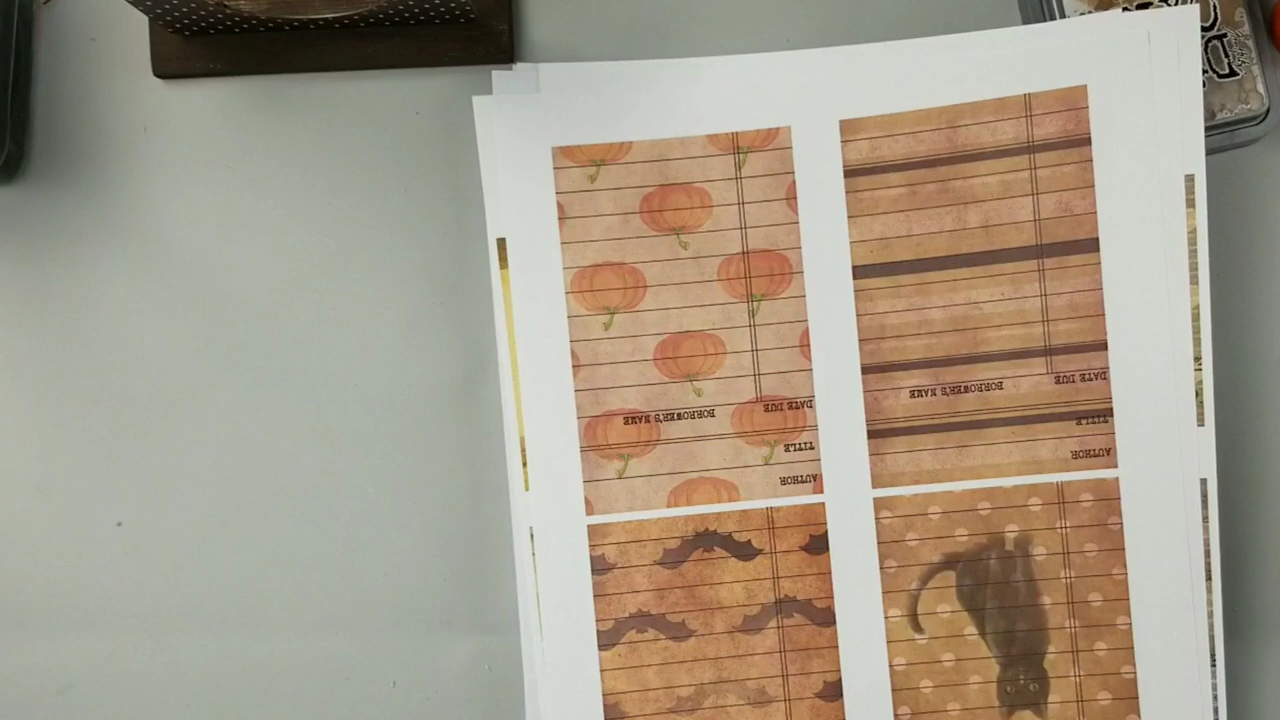 AUTHOR
TITLE
DATE DUE BORROWER'S NAME
AUTHOR
TITLE
DATE DUE BORROWER'S NAME